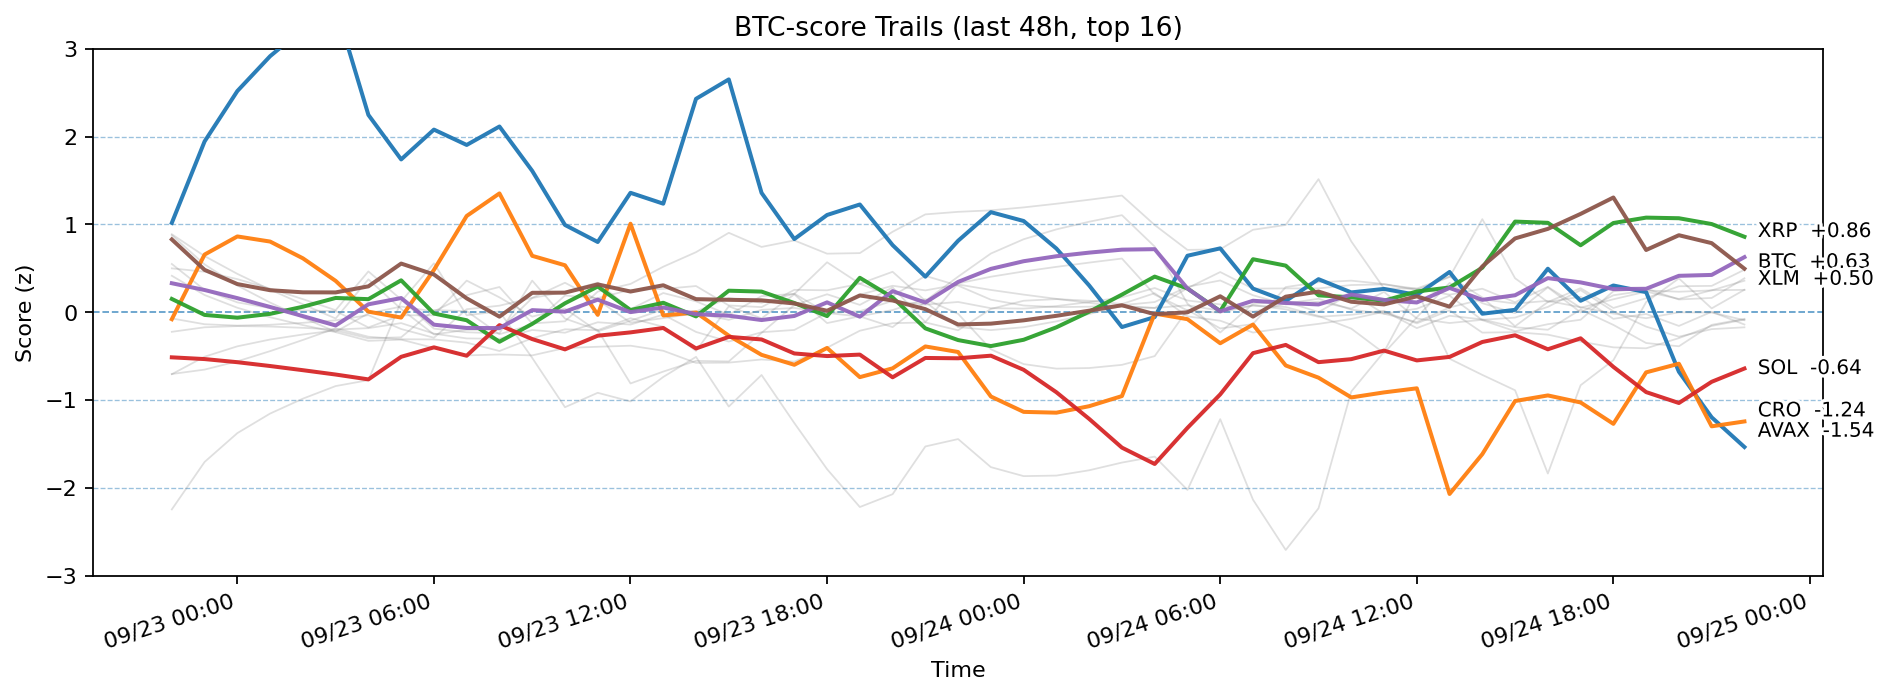 BTC-score Trails (last 48h, top 16)
Score (z)
3
2
1
0
−1
−2
−3
XRP +0.86
BTC +0.63
XLM +0.50
SOL -0.64
CRO -1.24
AVAX -1.54
09/23 00:00
09/23 06:00
09/23 12:00
09/23 18:00
09/24 00:00
09/24 06:00
09/24 12:00
09/24 18:00
09/25 00:00
Time